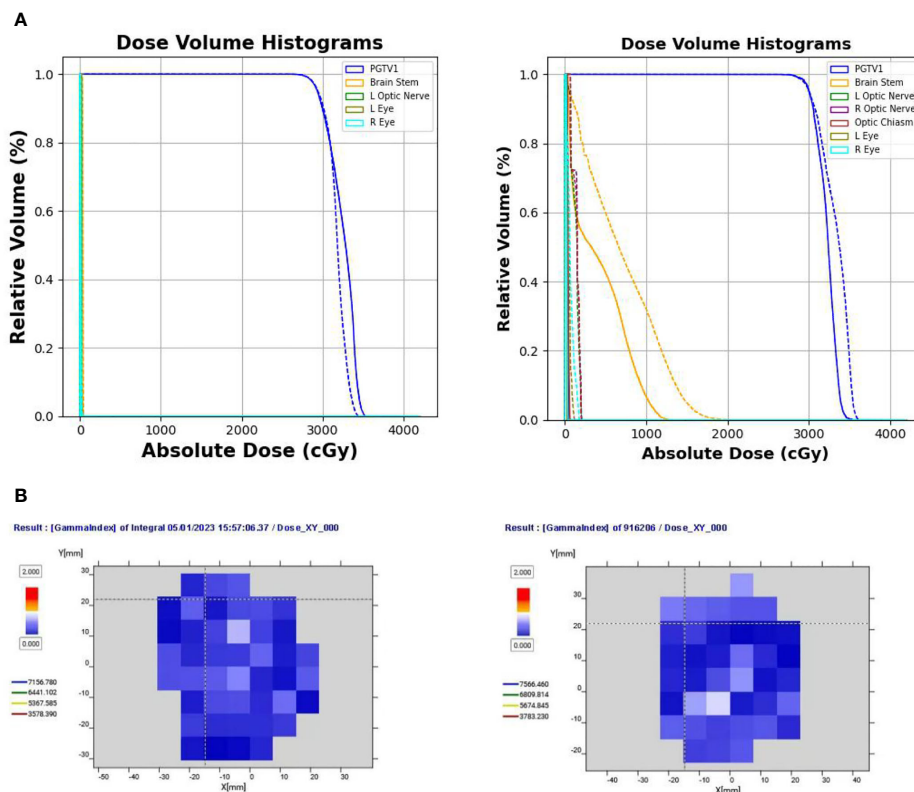 A
Dose Volume Histograms
Relative Volume (%)
1.0
0.8
0.6
0.4
0.2
0.0
PGTV1
Brain Stem
L Optic Nerve
L Eye
R Eye
0 1000 2000 3000 4000
Absolute Dose (cGy)
Dose Volume Histograms
Relative Volume (%)
1.0
0.8
0.6
0.4
0.2
0.0
PGTV1
Brain Stem
L Optic Nerve
R Optic Nerve
Optic Chiasm
L Eye
R Eye
0 1000 2000 3000 4000
Absolute Dose (cGy)
B
Result : [GammaIndex] of Integral 05/01/2023 15:57:06.37 / Dose_XY_000
Y[mm]
2.000
0.000
7156.780
6441.102
5367.585
3578.390
30
20
10
0
-10
-20
-30
-50 -40 -30 -20 -10 0 10 20 30
X[mm]
Result : [GammaIndex] of 916206 / Dose_XY_000
Y[mm]
2.000
0.000
7566.460
6809.814
5674.845
3783.230
40
30
20
10
0
-10
-20
-40 -30 -20 -10 0 10 20 30 40
X[mm]